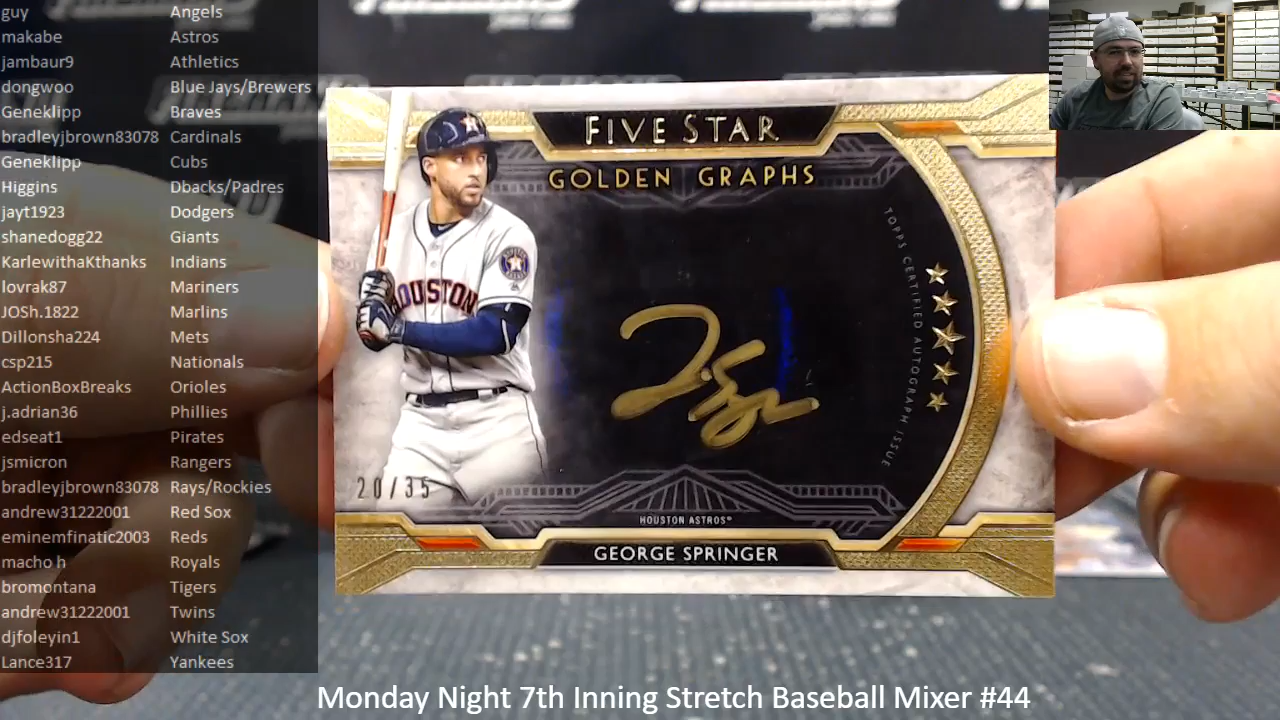 guy Angels
makabe Astros
jambaur9 Athletics
dongwoo Blue Jays/Brewers
Geneklipp Braves
bradleyjbrown83078 Cardinals
Geneklipp Cubs
Higgins Dbacks/Padres
jayt1923 Dodgers
shanedogg22 Giants
KarlewithaKthanks Indians
lovrak87 Mariners
JOSh.1822 Marlins
Dillonsha224 Mets
csp215 Nationals
ActionBoxBreaks Orioles
j.adrian36 Phillies
edseat1 Pirates
jsmicron Rangers
bradleyjbrown83078 Rays/Rockies
andrew31222001 Red Sox
eminemfinatic2003 Reds
macho h Royals
bromontana Tigers
andrew31222001 Twins
djfoleyin1 White Sox
Lance317 Yankees
FIVE STAR
GOLDEN GRAPHS
TOPPS CERTIFIED AUTOGRAPH ISSUE
HOUSTON
20/35
HOUSTON ASTROS®
GEORGE SPRINGER
Monday Night 7th Inning Stretch Baseball Mixer #44